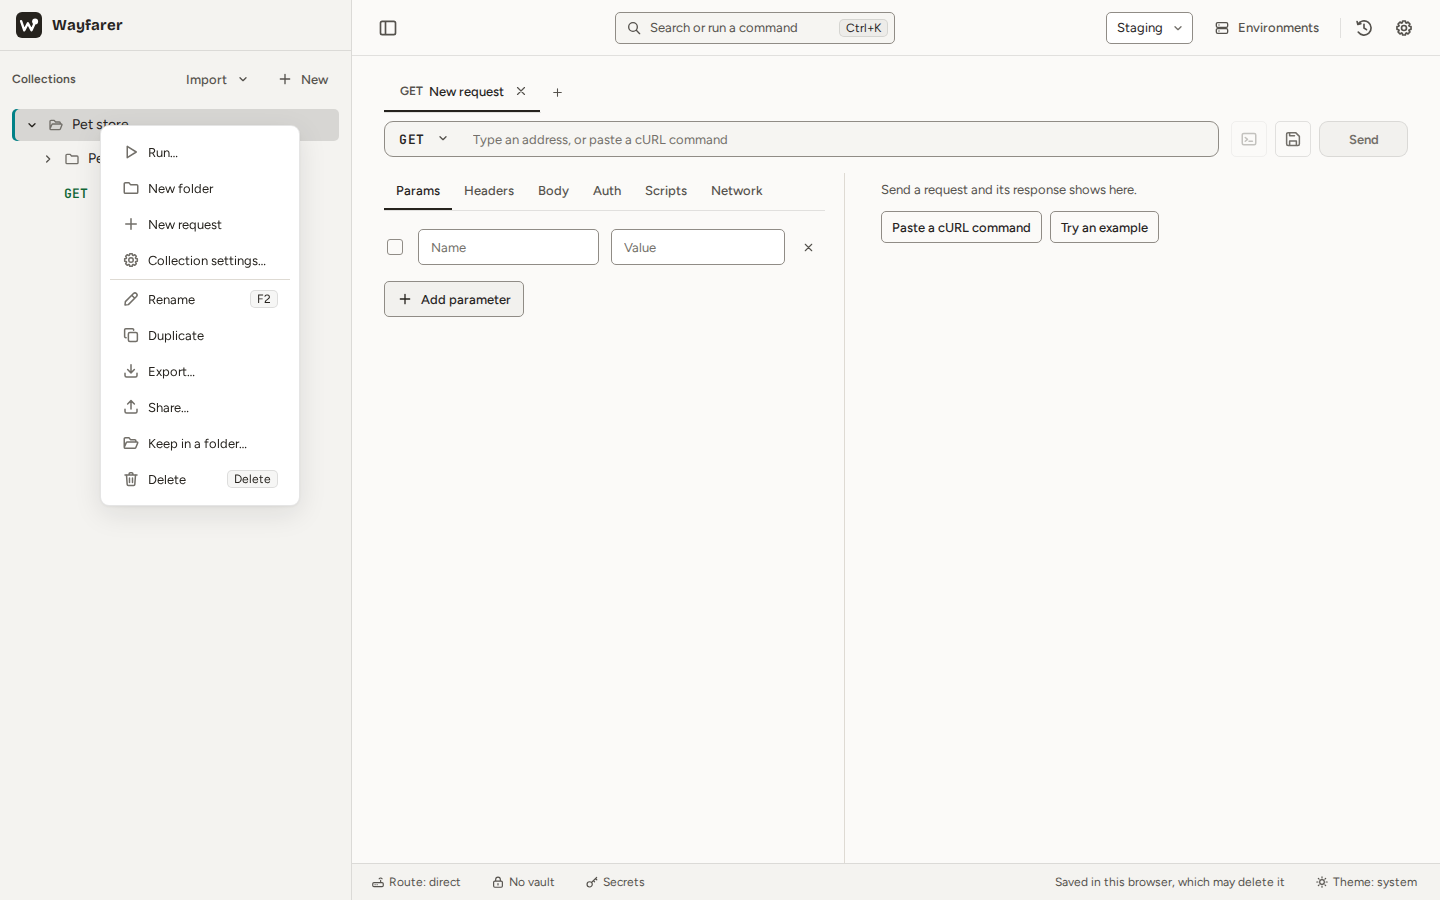 Wayfarer
Search or run a command
Ctrl+K
Staging
Environments
Collections
Import
New
GET New request
GET
Type an address, or paste a cURL command
Send
Run...
New folder
GET
New request
Collection settings...
Rename
F2
Duplicate
Export...
Share...
Keep in a folder...
Delete
Delete
Params
Headers
Body
Auth
Scripts
Network
Name
Value
Add parameter
Send a request and its response shows here.
Paste a cURL command
Try an example
Route: direct
No vault
Secrets
Saved in this browser, which may delete it
Theme: system